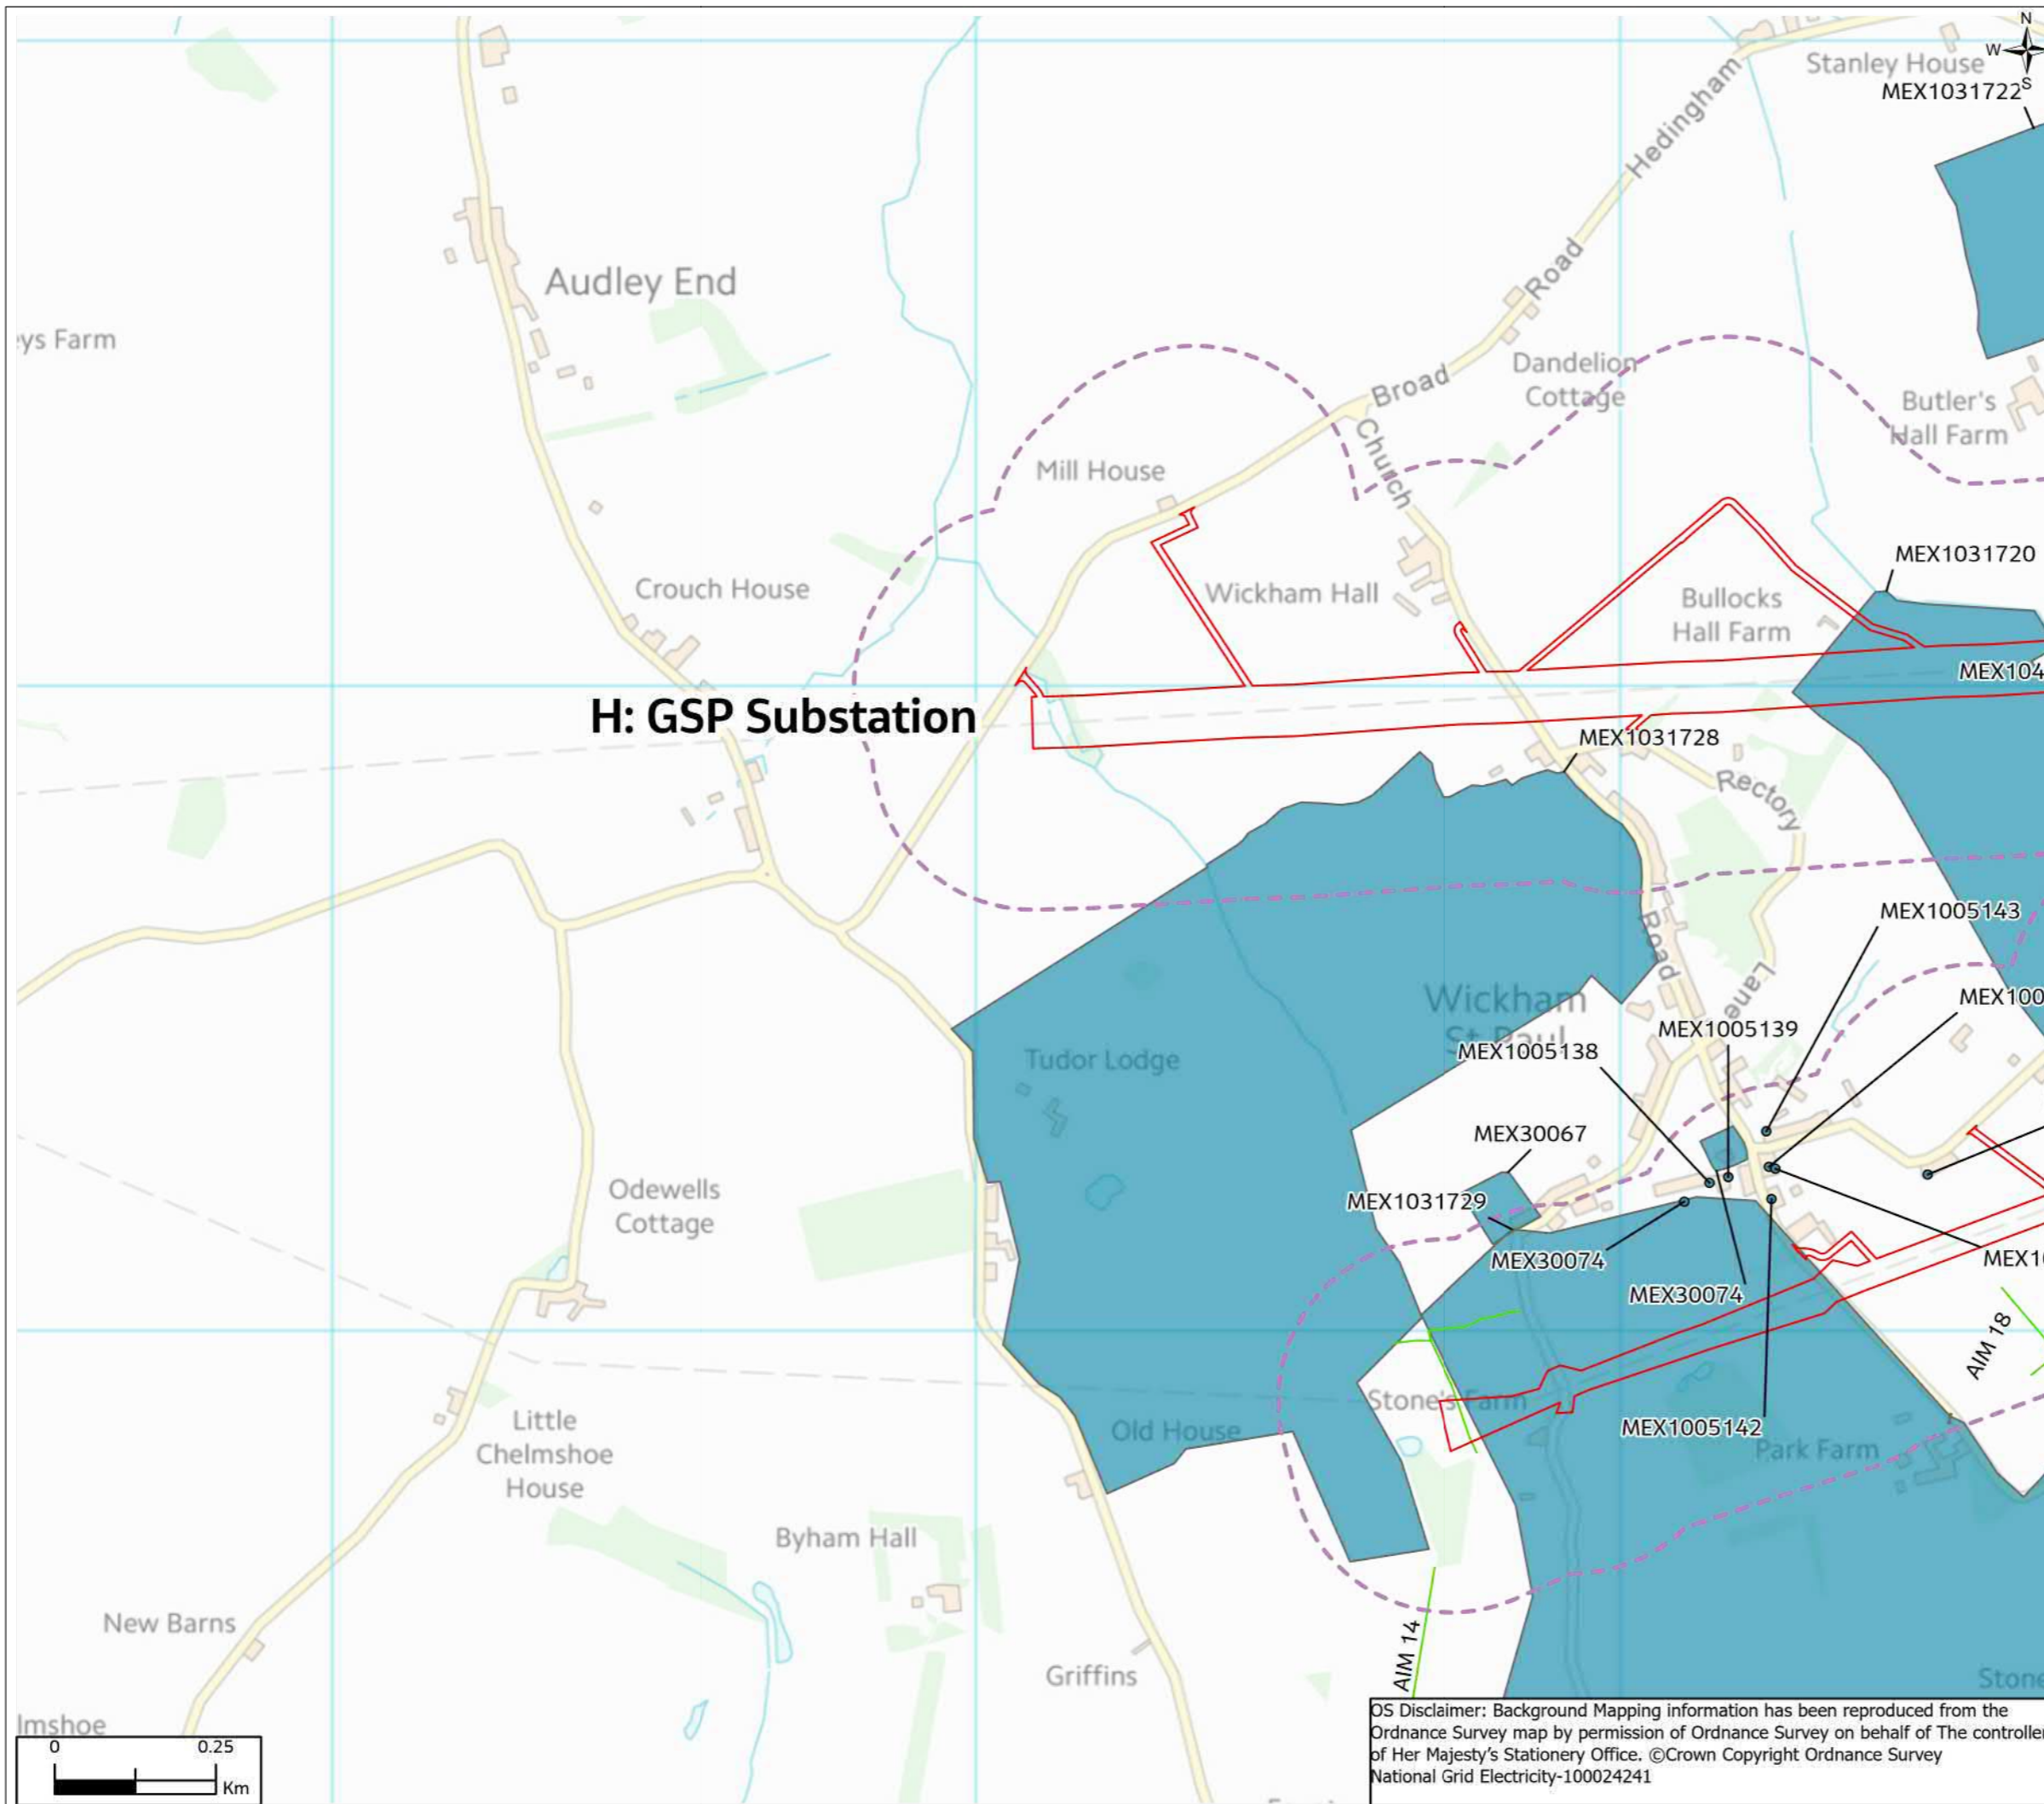 N
W
S
Stanley House
MEX1031722
Hedingham
Road
Audley End
ys Farm
Dandelion
Cottage
Broad
Butler's
Hall Farm
Church
Mill House
MEX1031720
Crouch House
Wickham Hall
Bullocks
Hall Farm
MEX104
H: GSP Substation
MEX1031728
Rectory
MEX1005143
Road
Lane
Wickham
St Paul
MEX100
MEX1005139
MEX1005138
Tudor Lodge
MEX30067
Odewells
Cottage
MEX1031729
MEX30074
MEX10
MEX30074
AIM 18
Stone's Farm
Little
Chelmshoe
House
Old House
MEX1005142
Park Farm
Byham Hall
New Barns
AIM 14
Griffins
Stone
lmshoe
0 0.25
Km
OS Disclaimer: Background Mapping information has been reproduced from the
Ordnance Survey map by permission of Ordnance Survey on behalf of The controller
of Her Majesty's Stationery Office. ©Crown Copyright Ordnance Survey
National Grid Electricity-100024241